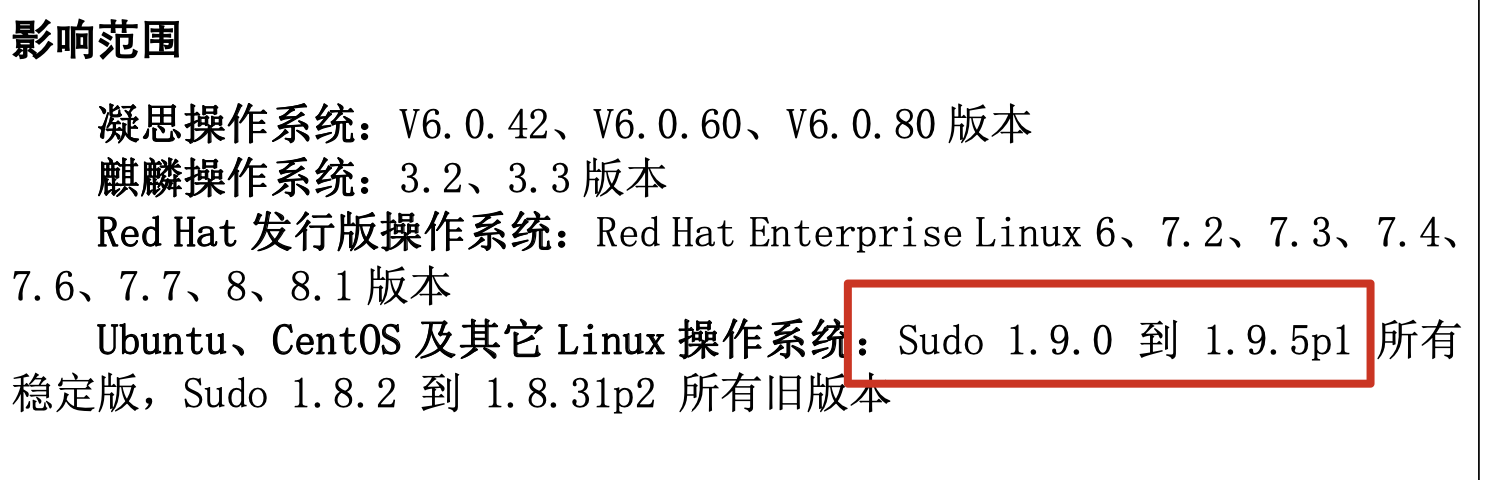 影响范围
凝思操作系统：V6.0.42、V6.0.60、V6.0.80 版本
麒麟操作系统：3.2、3.3 版本
Red Hat 发行版操作系统：Red Hat Enterprise Linux 6、7.2、7.3、7.4、
7.6、7.7、8、8.1 版本
Ubuntu、CentOS 及其它 Linux 操作系统：Sudo 1.9.0 到 1.9.5p1 所有
稳定版，Sudo 1.8.2 到 1.8.31p2 所有旧版本